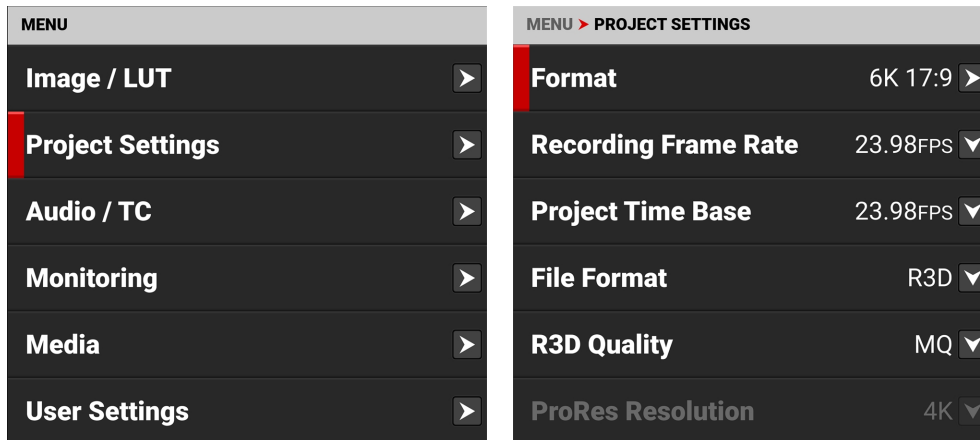 MENU
Image / LUT
Project Settings
Audio / TC
Monitoring
Media
User Settings
MENU ➤ PROJECT SETTINGS
Format 6K 17:9
Recording Frame Rate 23.98FPS
Project Time Base 23.98FPS
File Format R3D
R3D Quality MQ
ProRes Resolution 4K